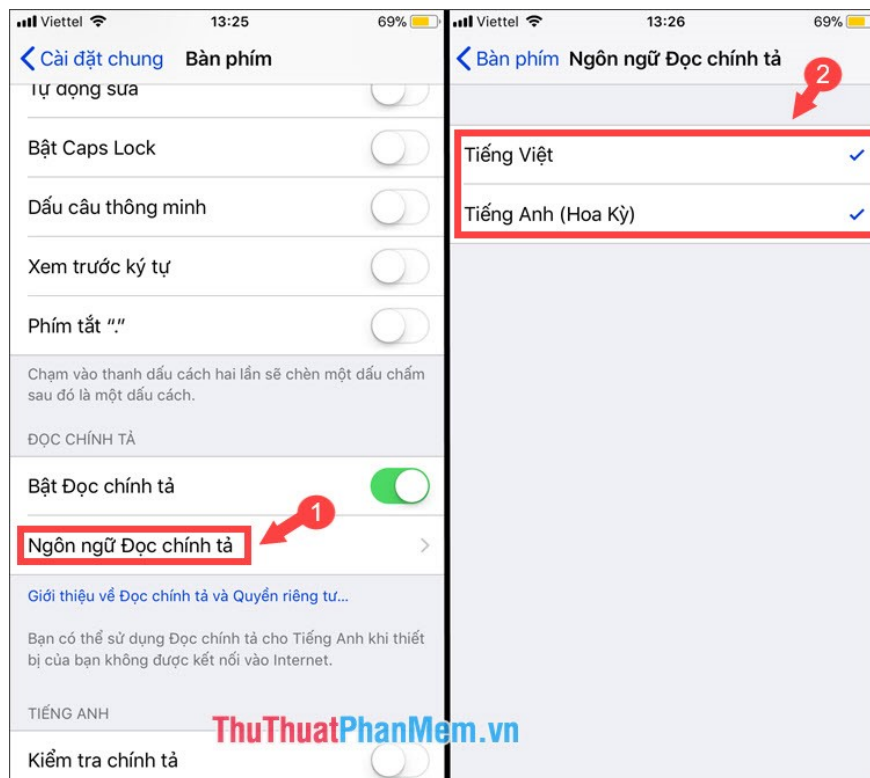 Viettel 13:25 69%
Cài đặt chung Bàn phím
Tự động sửa
Bật Caps Lock
Dấu câu thông minh
Xem trước ký tự
Phím tắt “.”
Chạm vào thanh dấu cách hai lần sẽ chèn một dấu chấm
sau đó là một dấu cách.
ĐỌC CHÍNH TẢ
Bật Đọc chính tả
1
Ngôn ngữ Đọc chính tả
Giới thiệu về Đọc chính tả và Quyền riêng tư...
Bạn có thể sử dụng Đọc chính tả cho Tiếng Anh khi thiết
bị của bạn không được kết nối vào Internet.
TIẾNG ANH
Kiểm tra chính tả
Viettel 13:26 69%
Bàn phím Ngôn ngữ Đọc chính tả
2
Tiếng Việt
Tiếng Anh (Hoa Kỳ)
ThuThuatPhanMem.vn